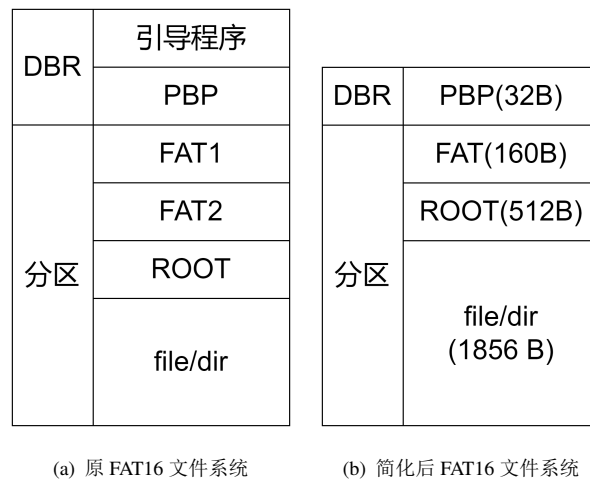 DBR
引导程序
PBP
分区
FAT1
FAT2
ROOT
file/dir
DBR
PBP(32B)
分区
FAT(160B)
ROOT(512B)
file/dir
(1856 B)
(a) 原 FAT16 文件系统
(b) 简化后 FAT16 文件系统